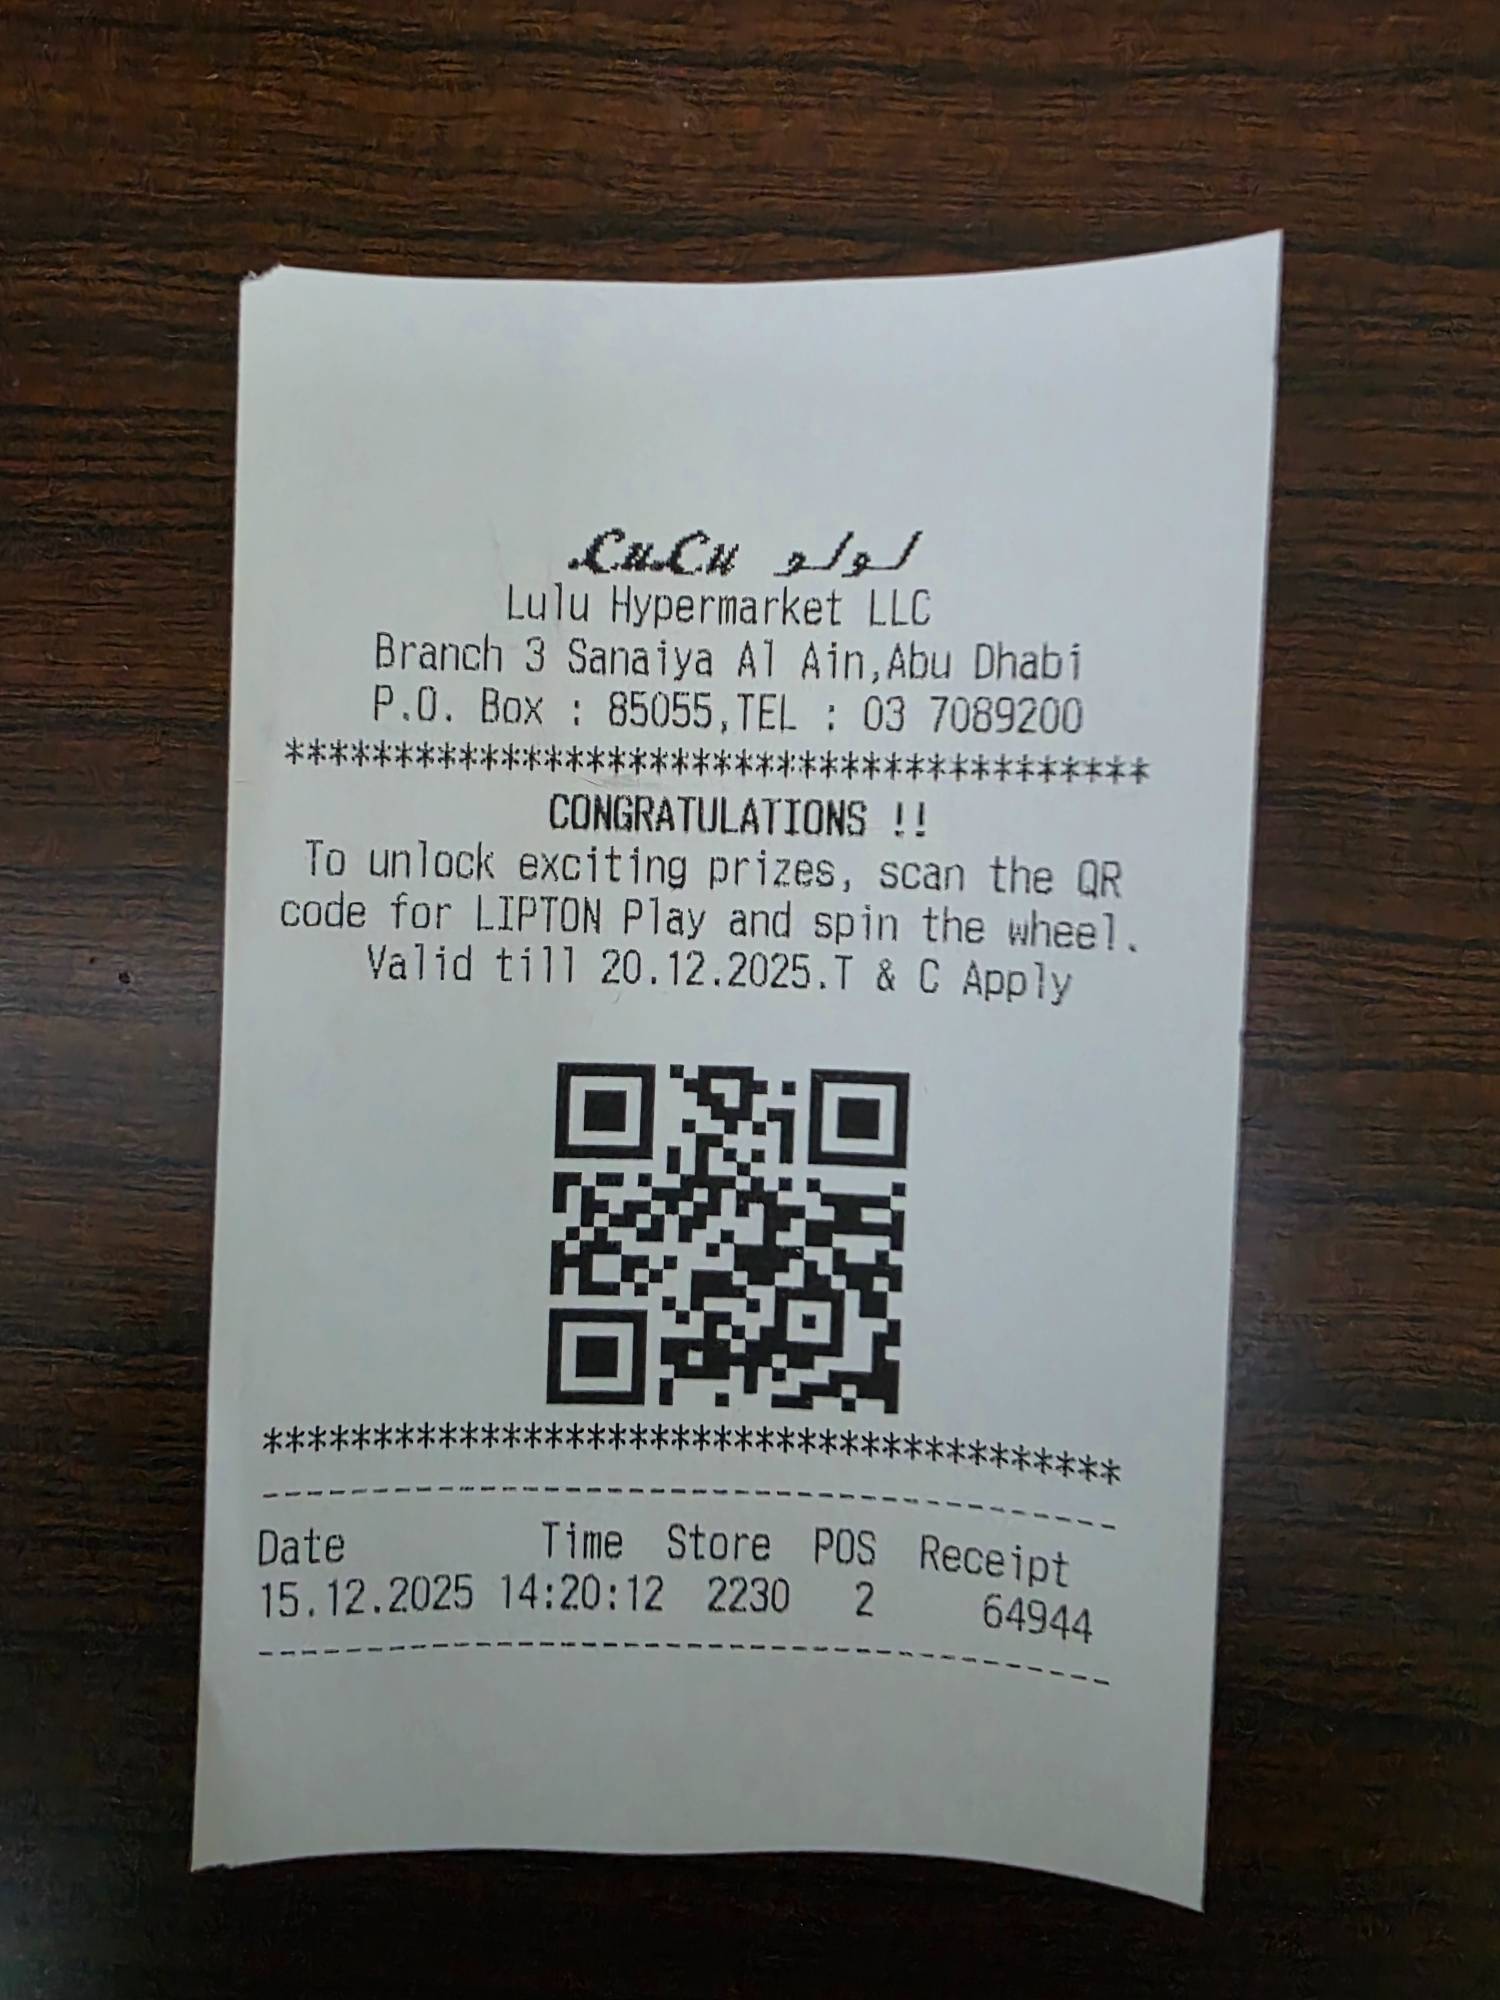 LuLu لولو
Lulu Hypermarket LLC
Branch 3 Sanaiya Al Ain,Abu Dhabi
P.O. Box : 85055,TEL : 03 7089200
*****************************************
CONGRATULATIONS !!
To unlock exciting prizes, scan the QR
code for LIPTON Play and spin the wheel.
Valid till 20.12.2025.T & C Apply
*****************************************
----------------------------------------
Date Time Store POS Receipt
15.12.2025 14:20:12 2230 2 64944
----------------------------------------